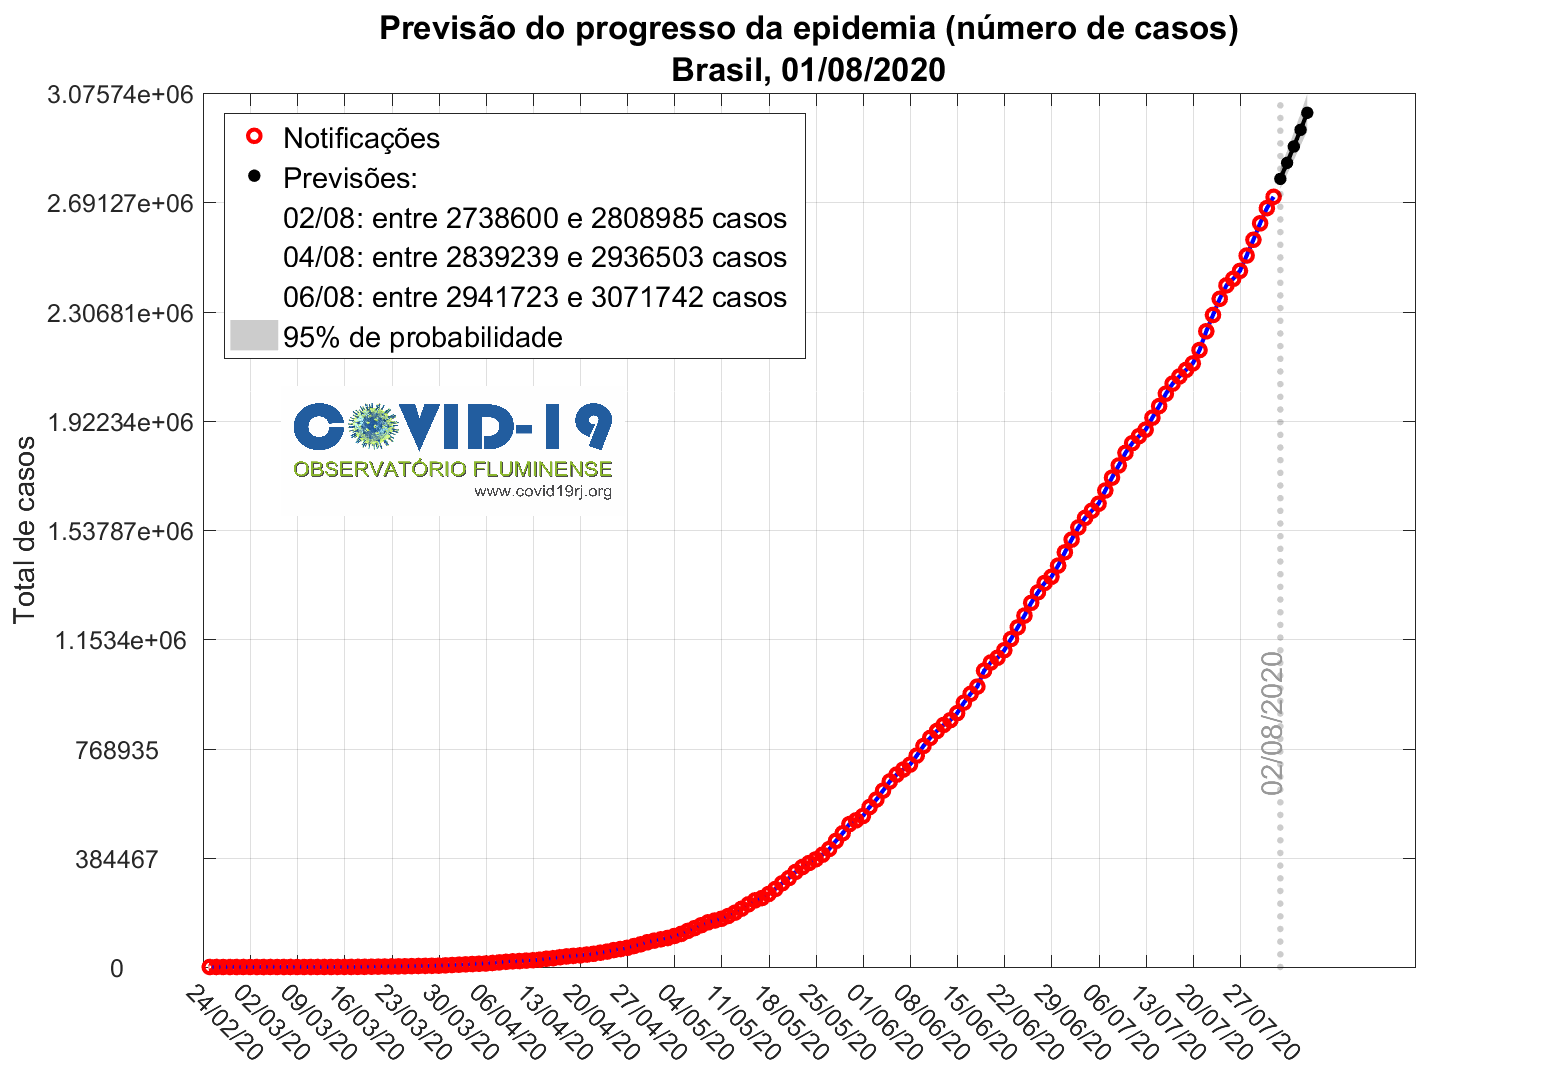 Previsão do progresso da epidemia (número de casos)
Brasil, 01/08/2020
3.07574e+06
2.69127e+06
2.30681e+06
1.92234e+06
1.53787e+06
1.1534e+06
768935
384467
0
Total de casos
Notificações
Previsões:
02/08: entre 2738600 e 2808985 casos
04/08: entre 2839239 e 2936503 casos
06/08: entre 2941723 e 3071742 casos
95% de probabilidade
COVID-19
OBSERVATÓRIO FLUMINENSE
www.covid19rj.org
02/08/2020
24/02/20
02/03/20
09/03/20
16/03/20
23/03/20
30/03/20
06/04/20
13/04/20
20/04/20
27/04/20
04/05/20
11/05/20
18/05/20
25/05/20
01/06/20
08/06/20
15/06/20
22/06/20
29/06/20
06/07/20
13/07/20
20/07/20
27/07/20